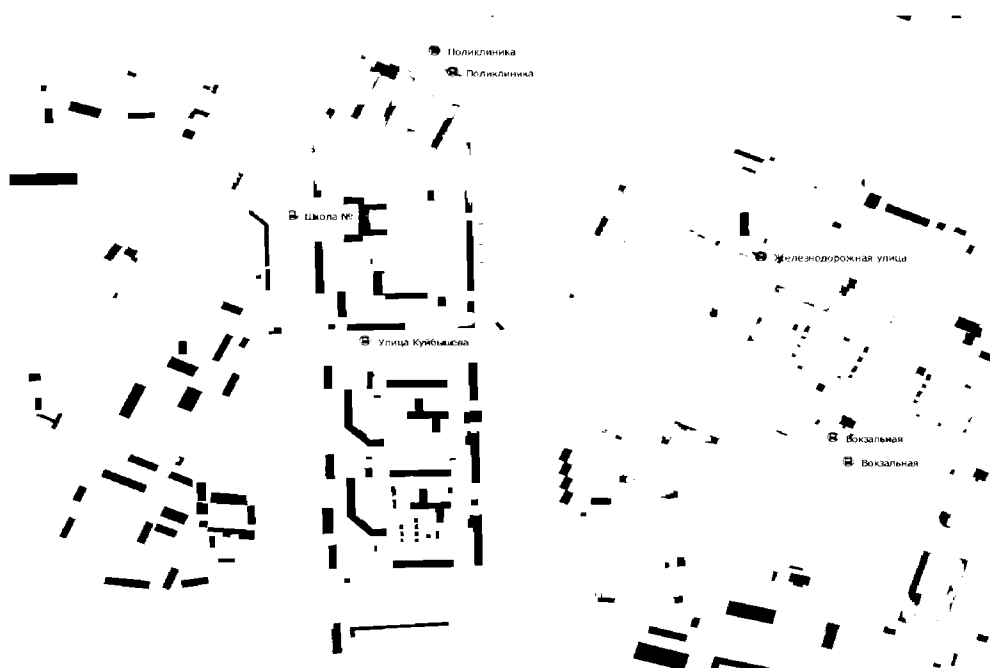 Поликлиника
Поликлиника
Школа №
Железнодорожная улица
Улица Куйбышева
Вокзальная
Вокзальная